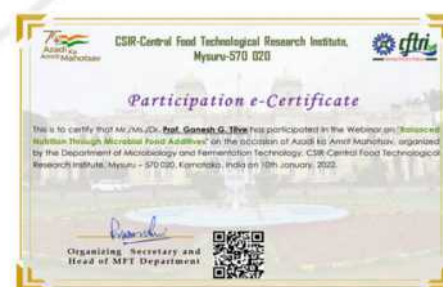 Azadi Ka
Amrit Mahotsav
CSIR-Central Food Technological Research Institute,
Mysuru-570 020
cftri
Participation e-Certificate
This is to certify that Mr./Ms./Dr. Prof. Ganesh G. Tilve has participated in the Webinar on "Balanced
Nutrition Through Microbial Food Additives" on the occasion of Azadi ka Amrit Mahotsav, organized
by the Department of Microbiology and Fermentation Technology, CSIR-Central Food Technological
Research Institute, Mysuru – 570 020, Karnataka, India on 10th January, 2022.
Organizing Secretary and
Head of MFT Department